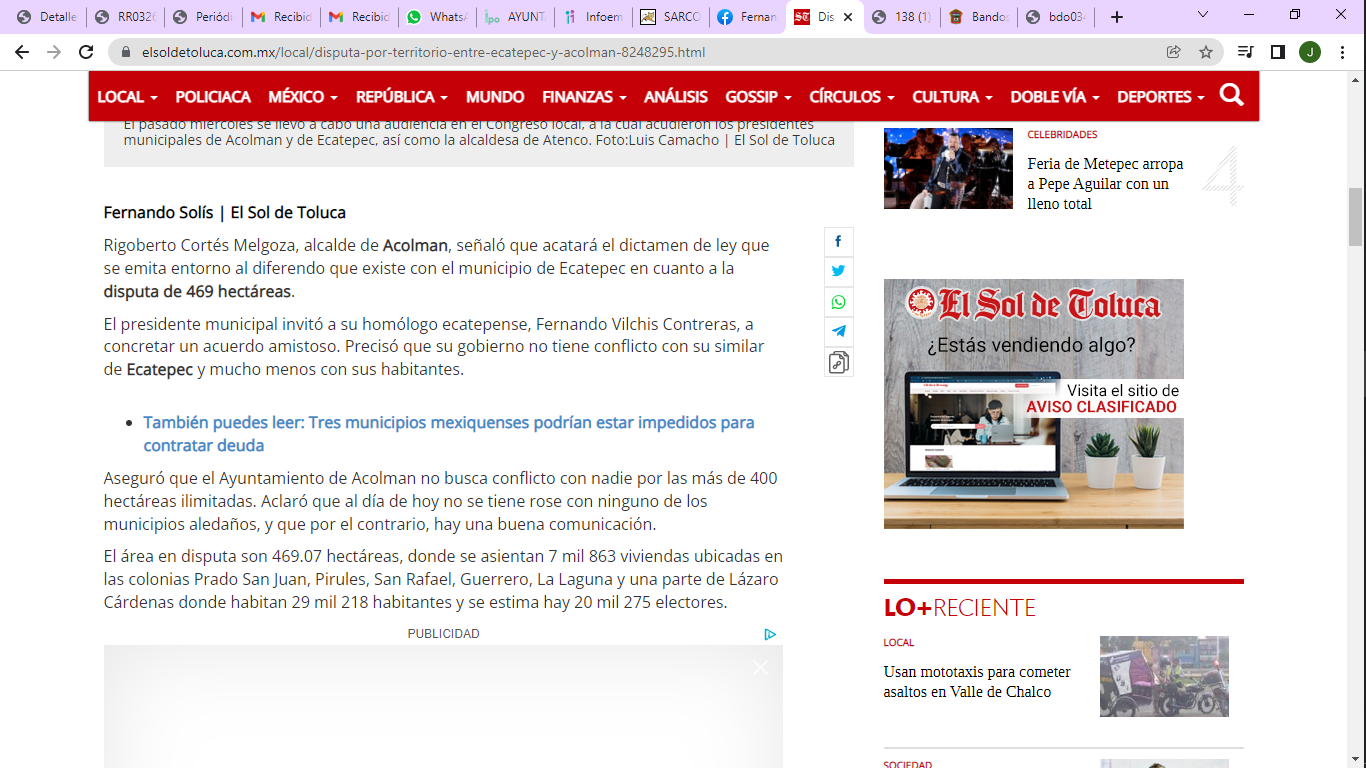 Detalle
RR0326
Periódi
Recibid
Recibid
Whats
AYUNT
Infoem
SARCO
Fernan
Dis
138 (1)
Bandos
bdo034
elsoldetoluca.com.mx/local/disputa-por-territorio-entre-ecatepec-y-acolman-8248295.html
J
LOCAL POLICIACA MÉXICO REPÚBLICA MUNDO FINANZAS ANÁLISIS GOSSIP CÍRCULOS CULTURA DOBLE VÍA DEPORTES
El pasado miércoles se llevó a cabo una audiencia en el Congreso local, a la cual acudieron los presidentes
municipales de Acolman y de Ecatepec, así como la alcaldesa de Atenco. Foto:Luis Camacho | El Sol de Toluca
Fernando Solís | El Sol de Toluca
Rigoberto Cortés Melgoza, alcalde de Acolman, señaló que acatará el dictamen de ley que
se emita entorno al diferendo que existe con el municipio de Ecatepec en cuanto a la
disputa de 469 hectáreas.
El presidente municipal invitó a su homólogo ecatepense, Fernando Vilchis Contreras, a
concretar un acuerdo amistoso. Precisó que su gobierno no tiene conflicto con su similar
de Ecatepec y mucho menos con sus habitantes.
• También puedes leer: Tres municipios mexiquenses podrían estar impedidos para
contratar deuda
Aseguró que el Ayuntamiento de Acolman no busca conflicto con nadie por las más de 400
hectáreas ilimitadas. Aclaró que al día de hoy no se tiene rose con ninguno de los
municipios aledaños, y que por el contrario, hay una buena comunicación.
El área en disputa son 469.07 hectáreas, donde se asientan 7 mil 863 viviendas ubicadas en
las colonias Prado San Juan, Pirules, San Rafael, Guerrero, La Laguna y una parte de Lázaro
Cárdenas donde habitan 29 mil 218 habitantes y se estima hay 20 mil 275 electores.
PUBLICIDAD
CELEBRIDADES
Feria de Metepec arropa
a Pepe Aguilar con un
lleno total
4
El Sol de Toluca
¿Estás vendiendo algo?
Visita el sitio de
AVISO CLASIFICADO
LO+RECIENTE
LOCAL
Usan mototaxis para cometer
asaltos en Valle de Chalco
SOCIEDAD